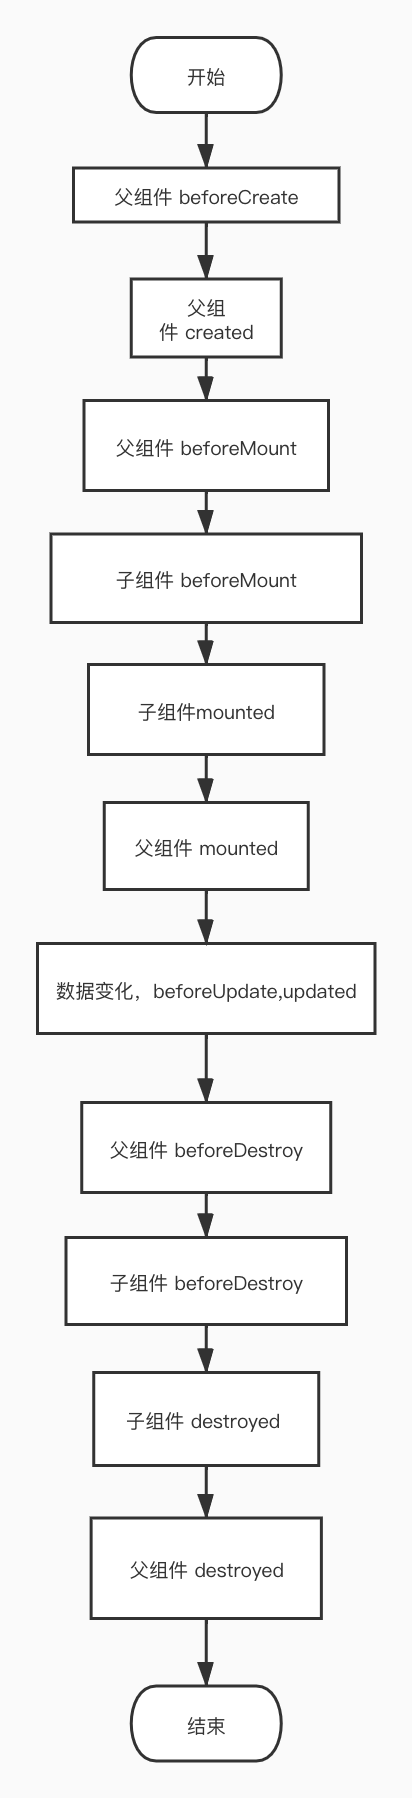 开始
父组件 beforeCreate
父组
件 created
父组件 beforeMount
子组件 beforeMount
子组件mounted
父组件 mounted
数据变化，beforeUpdate,updated
父组件 beforeDestroy
子组件 beforeDestroy
子组件 destroyed
父组件 destroyed
结束